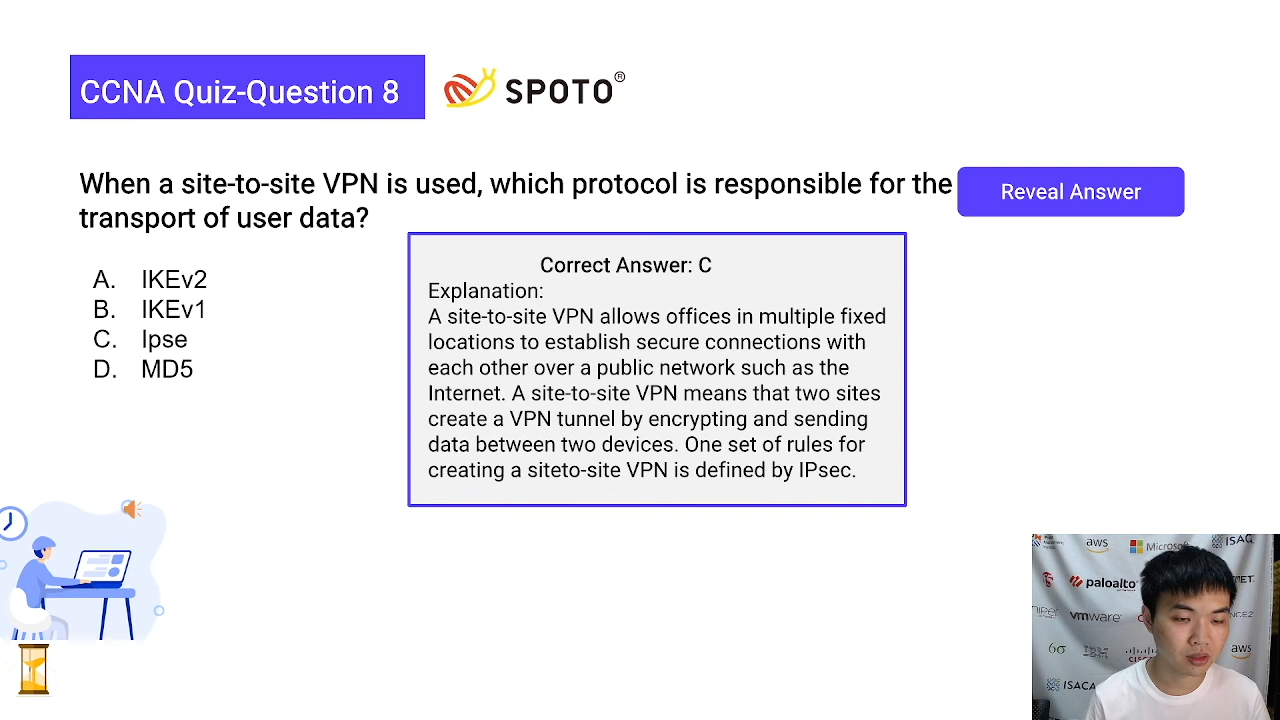 CCNA Quiz-Question 8
SPOTO®
When a site-to-site VPN is used, which protocol is responsible for the
transport of user data?
Reveal Answer
A. IKEv2
B. IKEv1
C. Ipse
D. MD5
Correct Answer: C
Explanation:
A site-to-site VPN allows offices in multiple fixed
locations to establish secure connections with
each other over a public network such as the
Internet. A site-to-site VPN means that two sites
create a VPN tunnel by encrypting and sending
data between two devices. One set of rules for
creating a siteto-site VPN is defined by IPsec.
aws
Microsoft
paloalto
vmware
6σ
IBM
aws
ISACA